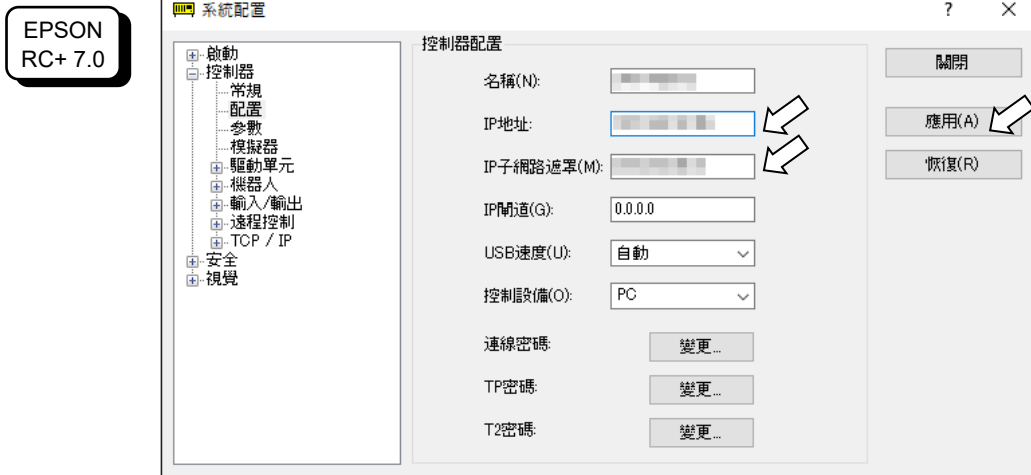 EPSON
RC+ 7.0
系統配置
?
啟動
控制器
常規
配置
參數
模擬器
驅動單元
機器人
輸入/輸出
遠程控制
TCP / IP
安全
視覺
控制器配置
名稱(N):
IP地址:
IP子網路遮罩(M):
IP閘道(G): 0.0.0.0
USB速度(U): 自動
控制設備(O): PC
連線密碼: 變更...
TP密碼: 變更...
T2密碼: 變更...
關閉
應用(A)
恢復(R)